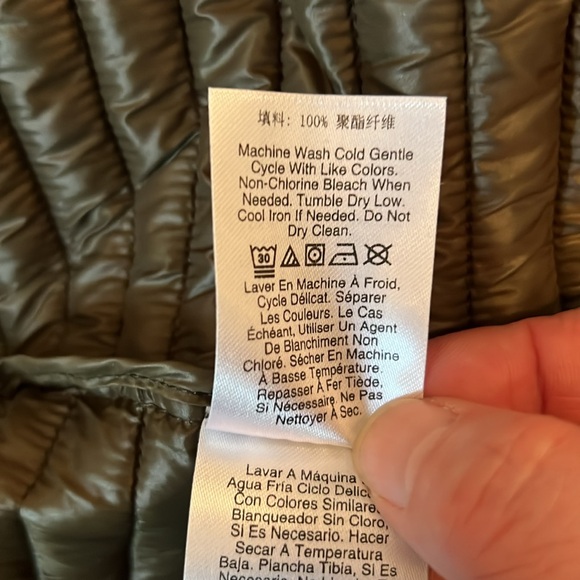 填料: 100% 聚酯纤维
Machine Wash Cold Gentle
Cycle With Like Colors.
Non-Chlorine Bleach When
Needed. Tumble Dry Low.
Cool Iron If Needed. Do Not
Dry Clean.
30
Laver En Machine À Froid,
Cycle Délicat. Séparer
Les Couleurs. Le Cas
Échéant, Utiliser Un Agent
De Blanchiment Non
Chloré. Sécher En Machine
À Basse Température.
Repasser À Fer Tiède,
Si Nécessaire. Ne Pas
Nettoyer À Sec.
Lavar A Máquina
Agua Fría Ciclo
Con Colores
Blanqueador Sin Cloro,
Si Es Necesario. Hacer
Secar A Temperatura
Baja. Plancha Tibia, Si Es